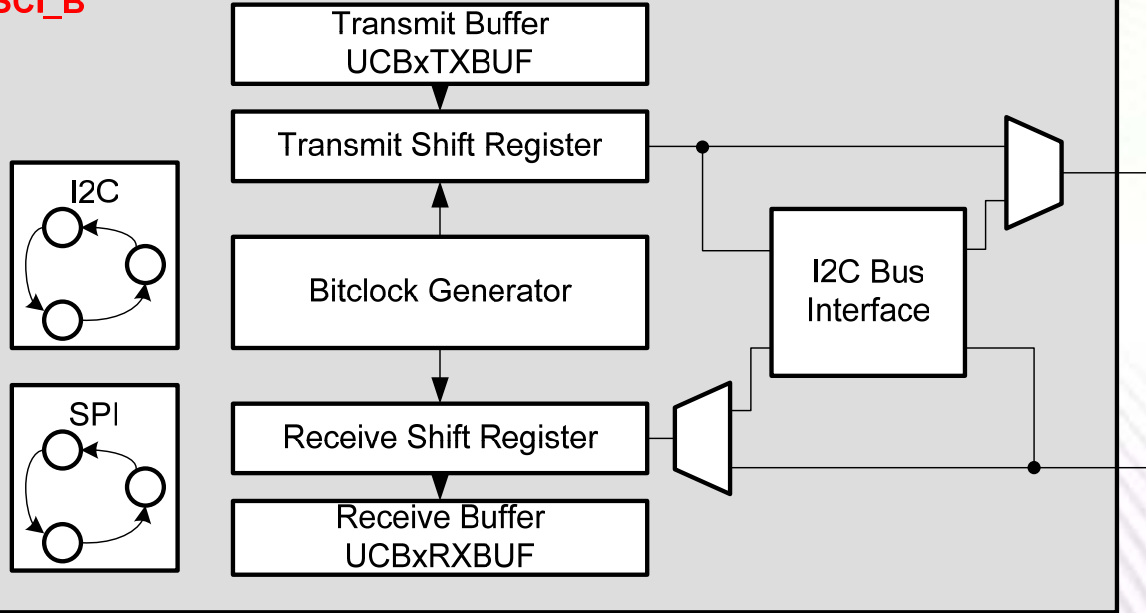 SCI_B
Transmit Buffer
UCBxTXBUF
Transmit Shift Register
I2C
Bitclock Generator
I2C Bus
Interface
SPI
Receive Shift Register
Receive Buffer
UCBxRXBUF